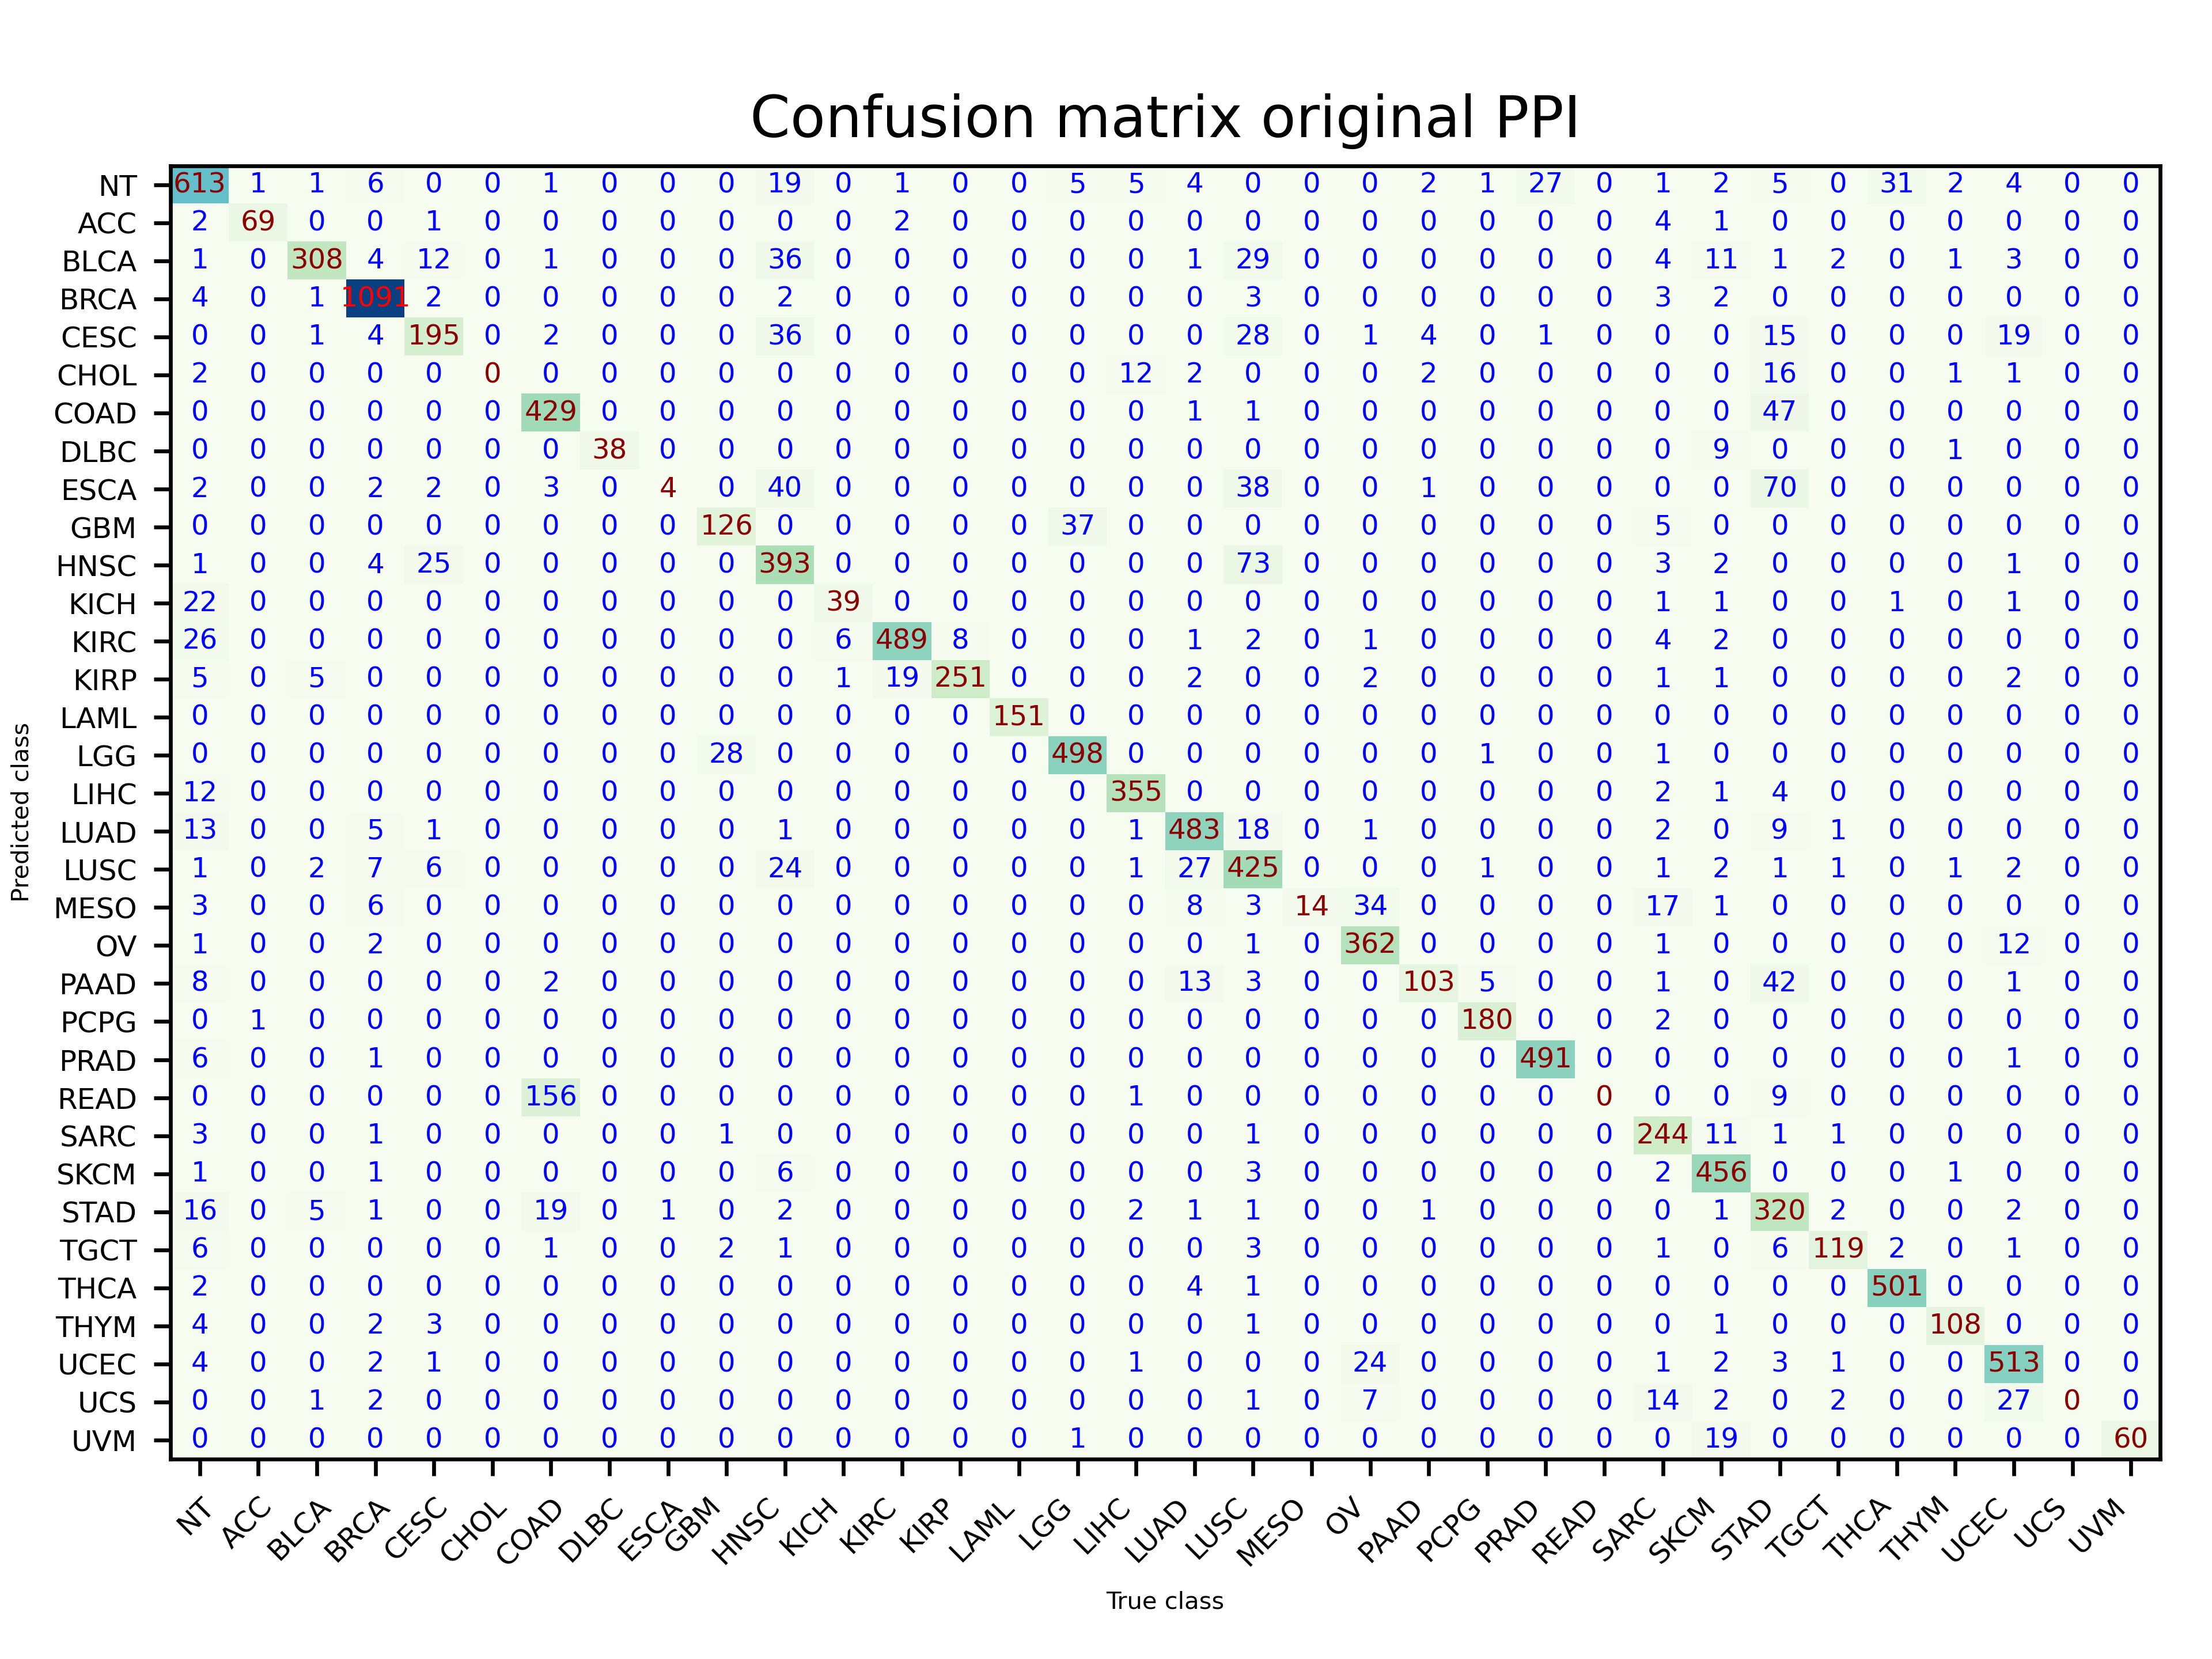 Confusion matrix original PPI
NT 613 1 1 6 0 0 1 0 0 0 19 0 1 0 0 5 5 4 0 0 0 2 1 27 0 1 2 5 0 31 2 4 0 0
ACC 2 69 0 0 1 0 0 0 0 0 0 0 2 0 0 0 0 0 0 0 0 0 0 0 0 4 1 0 0 0 0 0 0 0
BLCA 1 0 308 4 12 0 1 0 0 0 36 0 0 0 0 0 0 1 29 0 0 0 0 0 0 4 11 1 2 0 1 3 0 0
BRCA 4 0 1 1091 2 0 0 0 0 0 2 0 0 0 0 0 0 0 3 0 0 0 0 0 0 3 2 0 0 0 0 0 0 0
CESC 0 0 1 4 195 0 2 0 0 0 36 0 0 0 0 0 0 0 28 0 1 4 0 1 0 0 0 15 0 0 0 19 0 0
CHOL 2 0 0 0 0 0 0 0 0 0 0 0 0 0 0 0 12 2 0 0 0 2 0 0 0 0 0 16 0 0 1 1 0 0
COAD 0 0 0 0 0 0 429 0 0 0 0 0 0 0 0 0 0 1 1 0 0 0 0 0 0 0 0 47 0 0 0 0 0 0
DLBC 0 0 0 0 0 0 0 38 0 0 0 0 0 0 0 0 0 0 0 0 0 0 0 0 0 0 9 0 0 0 1 0 0 0
ESCA 2 0 0 2 2 0 3 0 4 0 40 0 0 0 0 0 0 0 38 0 0 1 0 0 0 0 0 70 0 0 0 0 0 0
GBM 0 0 0 0 0 0 0 0 0 126 0 0 0 0 0 37 0 0 0 0 0 0 0 0 0 5 0 0 0 0 0 0 0 0
HNSC 1 0 0 4 25 0 0 0 0 0 393 0 0 0 0 0 0 0 73 0 0 0 0 0 0 3 2 0 0 0 0 1 0 0
KICH 22 0 0 0 0 0 0 0 0 0 0 39 0 0 0 0 0 0 0 0 0 0 0 0 0 1 1 0 0 1 0 1 0 0
KIRC 26 0 0 0 0 0 0 0 0 0 0 6 489 8 0 0 0 1 2 0 1 0 0 0 0 4 2 0 0 0 0 0 0 0
KIRP 5 0 5 0 0 0 0 0 0 0 0 1 19 251 0 0 0 2 0 0 2 0 0 0 0 1 1 0 0 0 0 2 0 0
LAML 0 0 0 0 0 0 0 0 0 0 0 0 0 0 151 0 0 0 0 0 0 0 0 0 0 0 0 0 0 0 0 0 0 0
LGG 0 0 0 0 0 0 0 0 0 28 0 0 0 0 0 498 0 0 0 0 0 0 1 0 0 1 0 0 0 0 0 0 0 0
LIHC 12 0 0 0 0 0 0 0 0 0 0 0 0 0 0 0 355 0 0 0 0 0 0 0 0 2 1 4 0 0 0 0 0 0
LUAD 13 0 0 5 1 0 0 0 0 0 1 0 0 0 0 0 1 483 18 0 1 0 0 0 0 2 0 9 1 0 0 0 0 0
LUSC 1 0 2 7 6 0 0 0 0 0 24 0 0 0 0 0 1 27 425 0 0 0 1 0 0 1 2 1 1 0 1 2 0 0
MESO 3 0 0 6 0 0 0 0 0 0 0 0 0 0 0 0 0 8 3 14 34 0 0 0 0 17 1 0 0 0 0 0 0 0
OV 1 0 0 2 0 0 0 0 0 0 0 0 0 0 0 0 0 0 1 0 362 0 0 0 0 1 0 0 0 0 0 12 0 0
PAAD 8 0 0 0 0 0 2 0 0 0 0 0 0 0 0 0 0 13 3 0 0 103 5 0 0 1 0 42 0 0 0 1 0 0
PCPG 0 1 0 0 0 0 0 0 0 0 0 0 0 0 0 0 0 0 0 0 0 0 180 0 0 2 0 0 0 0 0 0 0 0
PRAD 6 0 0 1 0 0 0 0 0 0 0 0 0 0 0 0 0 0 0 0 0 0 0 491 0 0 0 0 0 0 0 1 0 0
READ 0 0 0 0 0 0 156 0 0 0 0 0 0 0 0 0 1 0 0 0 0 0 0 0 0 0 0 9 0 0 0 0 0 0
SARC 3 0 0 1 0 0 0 0 0 1 0 0 0 0 0 0 0 0 1 0 0 0 0 0 0 244 11 1 1 0 0 0 0 0
SKCM 1 0 0 1 0 0 0 0 0 0 6 0 0 0 0 0 0 0 3 0 0 0 0 0 0 2 456 0 0 0 1 0 0 0
STAD 16 0 5 1 0 0 19 0 1 0 2 0 0 0 0 0 2 1 1 0 0 1 0 0 0 0 1 320 2 0 0 2 0 0
TGCT 6 0 0 0 0 0 1 0 0 2 1 0 0 0 0 0 0 0 3 0 0 0 0 0 0 1 0 6 119 2 0 1 0 0
THCA 2 0 0 0 0 0 0 0 0 0 0 0 0 0 0 0 0 4 1 0 0 0 0 0 0 0 0 0 0 501 0 0 0 0
THYM 4 0 0 2 3 0 0 0 0 0 0 0 0 0 0 0 0 0 1 0 0 0 0 0 0 0 1 0 0 0 108 0 0 0
UCEC 4 0 0 2 1 0 0 0 0 0 0 0 0 0 0 0 1 0 0 0 24 0 0 0 0 1 2 3 1 0 0 513 0 0
UCS 0 0 1 2 0 0 0 0 0 0 0 0 0 0 0 0 0 0 1 0 7 0 0 0 0 14 2 0 2 0 0 27 0 0
UVM 0 0 0 0 0 0 0 0 0 0 0 0 0 0 0 1 0 0 0 0 0 0 0 0 0 0 19 0 0 0 0 0 0 60
NT ACC BLCA BRCA CESC CHOL COAD DLBC ESCA GBM HNSC KICH KIRC KIRP LAML LGG LIHC LUAD LUSC MESO OV PAAD PCPG PRAD READ SARC SKCM STAD TGCT THCA THYM UCEC UCS UVM
True class
Predicted class